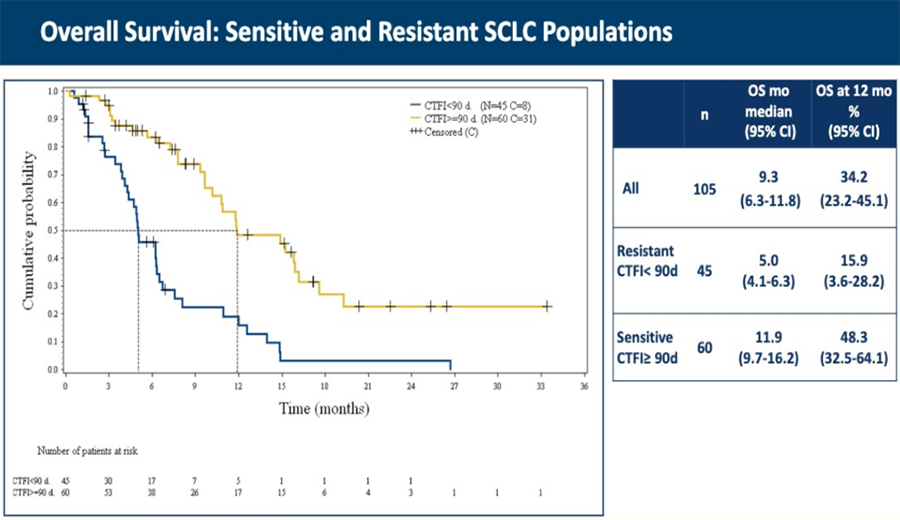 Overall Survival: Sensitive and Resistant SCLC Populations
CTFI<90 d. (N=45 C=8)
CTFI>=90 d. (N=60 C=31)
+++ Censored (C)
Cumulative probability
1.0
0.9
0.8
0.7
0.6
0.5
0.4
0.3
0.2
0.1
0.0
0 3 6 9 12 15 18 21 24 27 30 33 36
Time (months)
Number of patients at risk
CTFI<90 d. 45 30 17 7 5 1 1 1 1
CTFI>=90 d. 60 53 38 26 17 15 6 4 3 1 1 1
n OS mo median (95% CI) OS at 12 mo % (95% CI)
All 105 9.3 (6.3-11.8) 34.2 (23.2-45.1)
Resistant CTFI< 90d 45 5.0 (4.1-6.3) 15.9 (3.6-28.2)
Sensitive CTFI≥ 90d 60 11.9 (9.7-16.2) 48.3 (32.5-64.1)